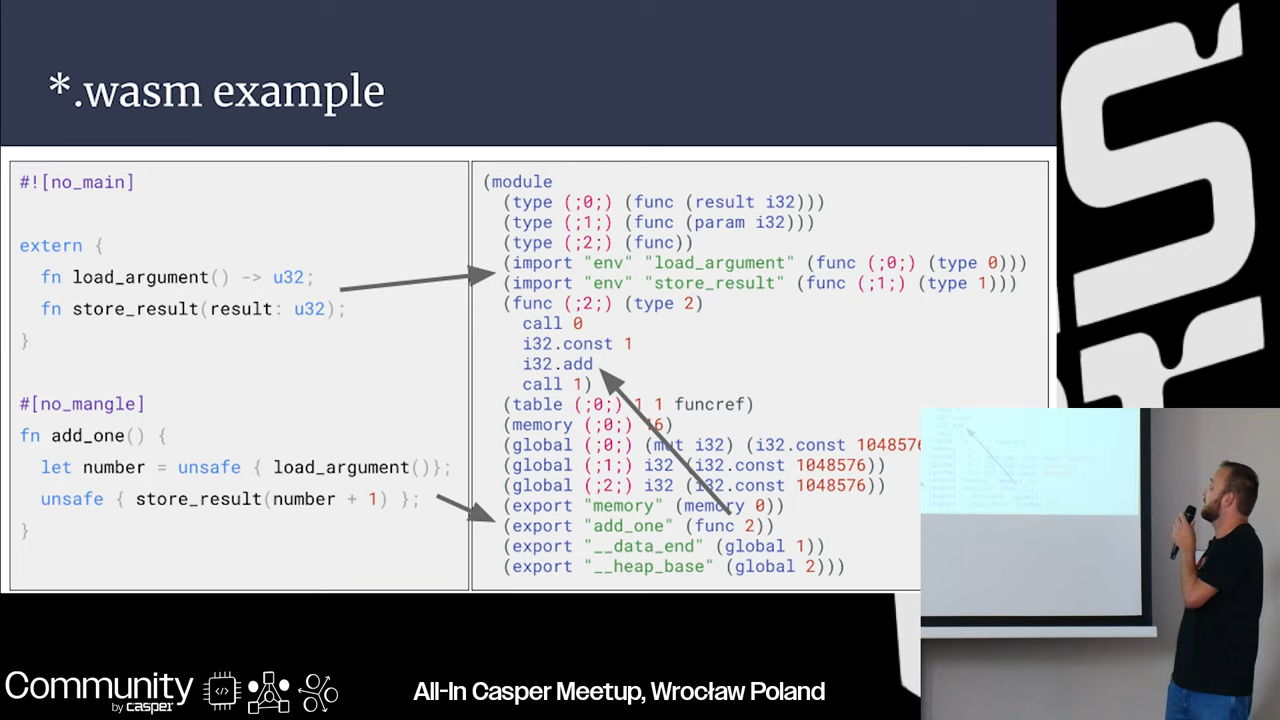 *.wasm example
#![no_main]
extern {
fn load_argument() -> u32;
fn store_result(result: u32);
}
#[no_mangle]
fn add_one() {
let number = unsafe { load_argument()};
unsafe { store_result(number + 1) };
}
(module
(type (;0;) (func (result i32)))
(type (;1;) (func (param i32)))
(type (;2;) (func))
(import "env" "load_argument" (func (;0;) (type 0)))
(import "env" "store_result" (func (;1;) (type 1)))
(func (;2;) (type 2)
call 0
i32.const 1
i32.add
call 1)
(table (;0;) 1 1 funcref)
(memory (;0;) 16)
(global (;0;) (mut i32) (i32.const 1048576
(global (;1;) i32 (i32.const 1048576))
(global (;2;) i32 (i32.const 1048576))
(export "memory" (memory 0))
(export "add_one" (func 2))
(export "__data_end" (global 1))
(export "__heap_base" (global 2)))
Community
by casper
</>
All-In Casper Meetup, Wrocław Poland